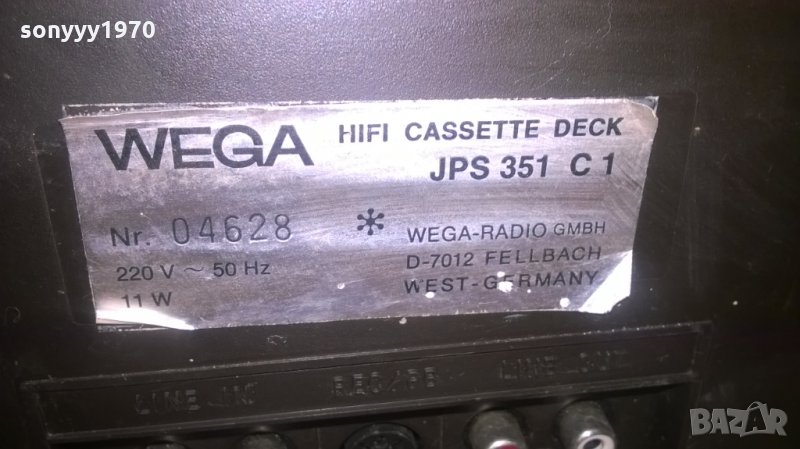 sonyyy1970
WEGA HIFI CASSETTE DECK
JPS 351 C 1
Nr. 04628 * WEGA-RADIO GMBH
220 V ~ 50 Hz D-7012 FELLBACH
11 W WEST-GERMANY
LINE IN REC/PB LINE OUT
BAZAR